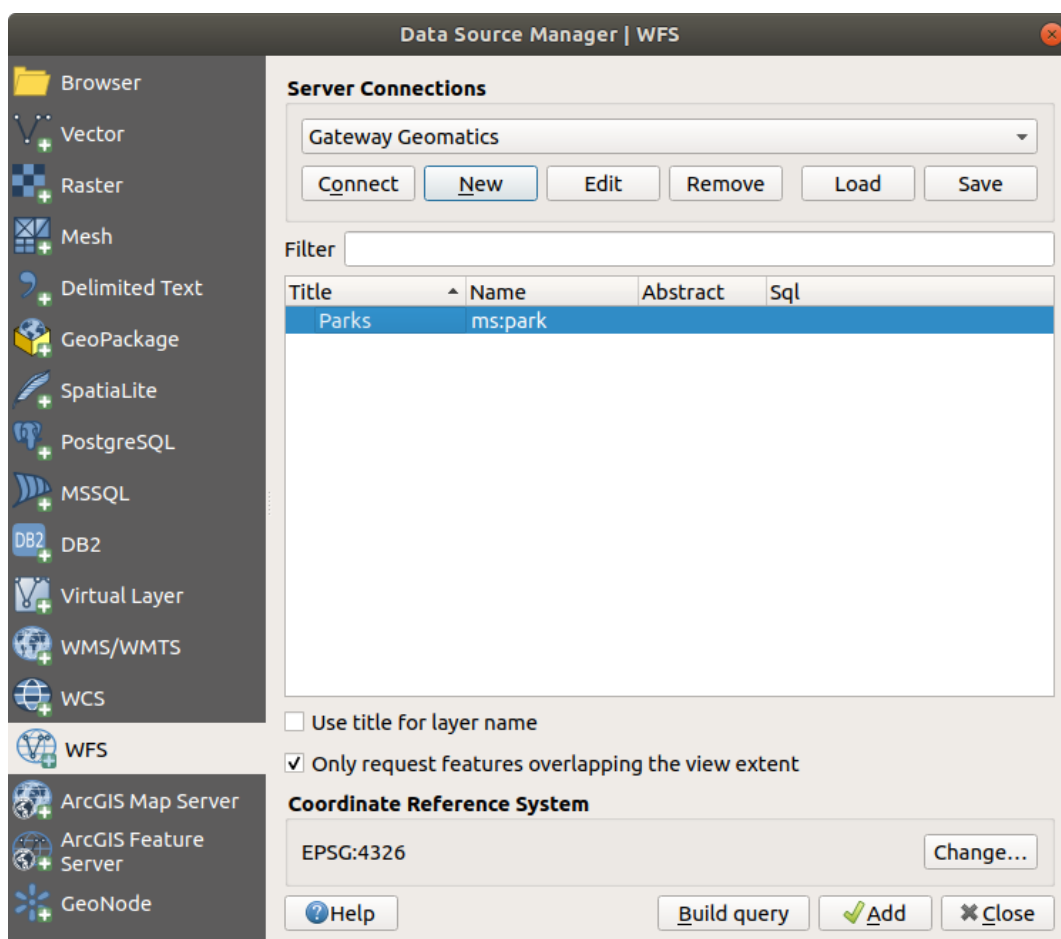 Data Source Manager | WFS
Browser
Vector
Raster
Mesh
Delimited Text
GeoPackage
SpatiaLite
PostgreSQL
MSSQL
DB2 DB2
Virtual Layer
WMS/WMTS
WCS
WFS
ArcGIS Map Server
ArcGIS Feature
Server
GeoNode
Server Connections
Gateway Geomatics
Connect New Edit Remove Load Save
Filter
Title Name Abstract Sql
Parks ms:park
Use title for layer name
Only request features overlapping the view extent
Coordinate Reference System
EPSG:4326 Change...
Help Build query Add Close